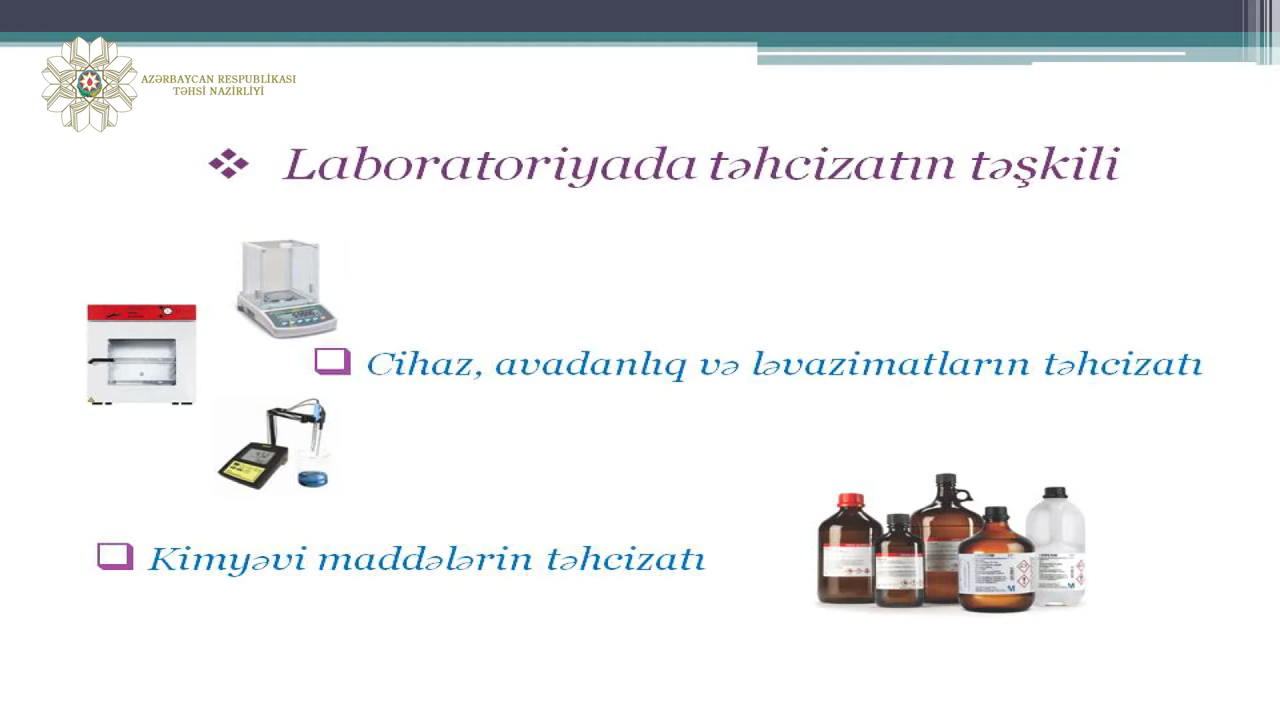 AZƏRBAYCAN RESPUBLİKASI
TƏHSİ NAZİRLİYİ
Laboratoriyada təhcizatın təşkili
Cihaz, avadanlıq və ləvazimatların təhcizatı
Kimyəvi maddələrin təhcizatı